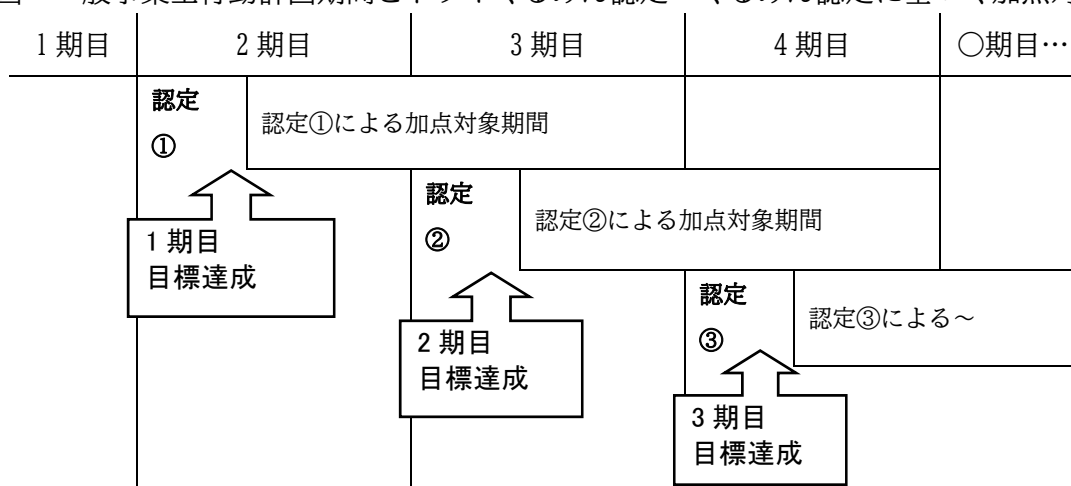 1 期目
2 期目
3 期目
4 期目
○期目…
認定
①
認定①による加点対象期間
認定
②
認定②による加点対象期間
1 期目
目標達成
認定
③
認定③による～
2 期目
目標達成
3 期目
目標達成